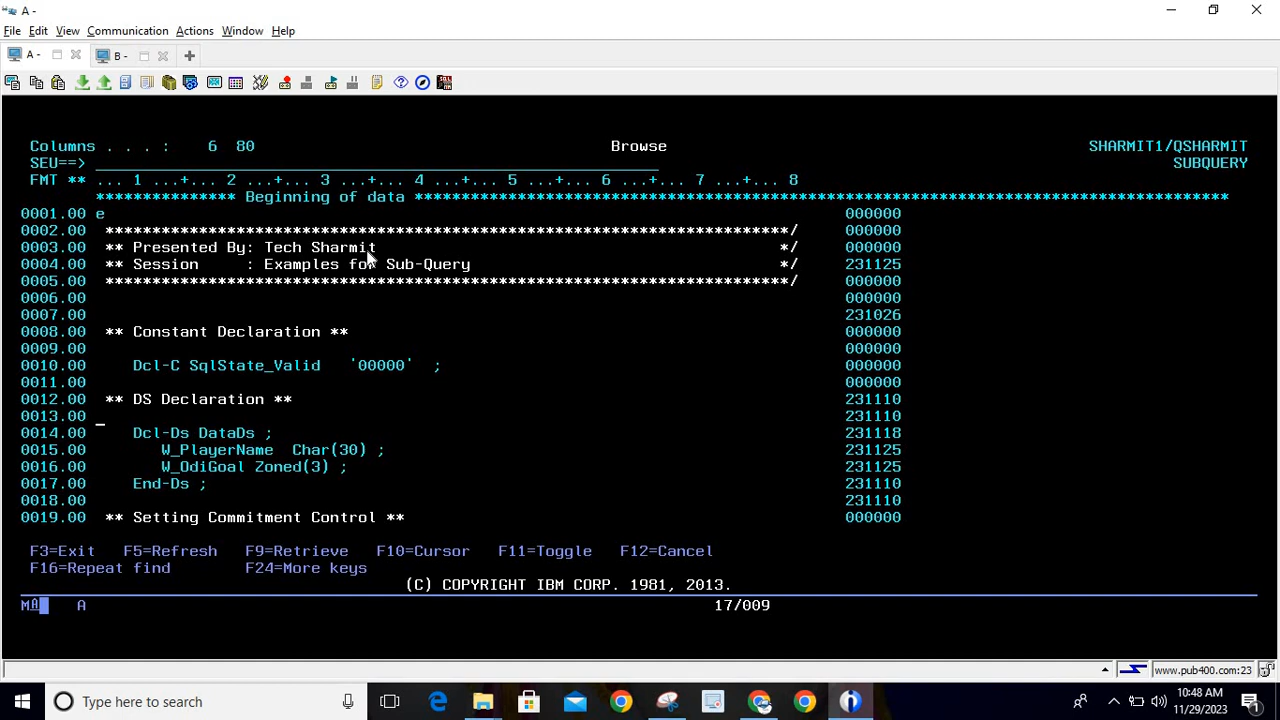 A -
File Edit View Communication Actions Window Help
A - B -
Columns . . . : 6 80 Browse SHARMIT1/QSHARMIT
SEU==> SUBQUERY
FMT ** ... 1 ...+... 2 ...+... 3 ...+... 4 ...+... 5 ...+... 6 ...+... 7 ...+... 8
*************** Beginning of data ***************************************************************************************
0001.00 e 000000
0002.00 *************************************************************************/ 000000
0003.00 ** Presented By: Tech Sharmit */ 000000
0004.00 ** Session : Examples for Sub-Query */ 231125
0005.00 *************************************************************************/ 000000
0006.00 000000
0007.00 231026
0008.00 ** Constant Declaration ** 000000
0009.00 000000
0010.00 Dcl-C SqlState_Valid '00000' ; 000000
0011.00 000000
0012.00 ** DS Declaration ** 231110
0013.00 231110
0014.00 Dcl-Ds DataDs ; 231118
0015.00 W_PlayerName Char(30) ; 231125
0016.00 W_OdiGoal Zoned(3) ; 231125
0017.00 End-Ds ; 231110
0018.00 231110
0019.00 ** Setting Commitment Control ** 000000
F3=Exit F5=Refresh F9=Retrieve F10=Cursor F11=Toggle F12=Cancel
F16=Repeat find F24=More keys
(C) COPYRIGHT IBM CORP. 1981, 2013.
MA A 17/009
www.pub400.com:23
Type here to search
10:48 AM
11/29/2023